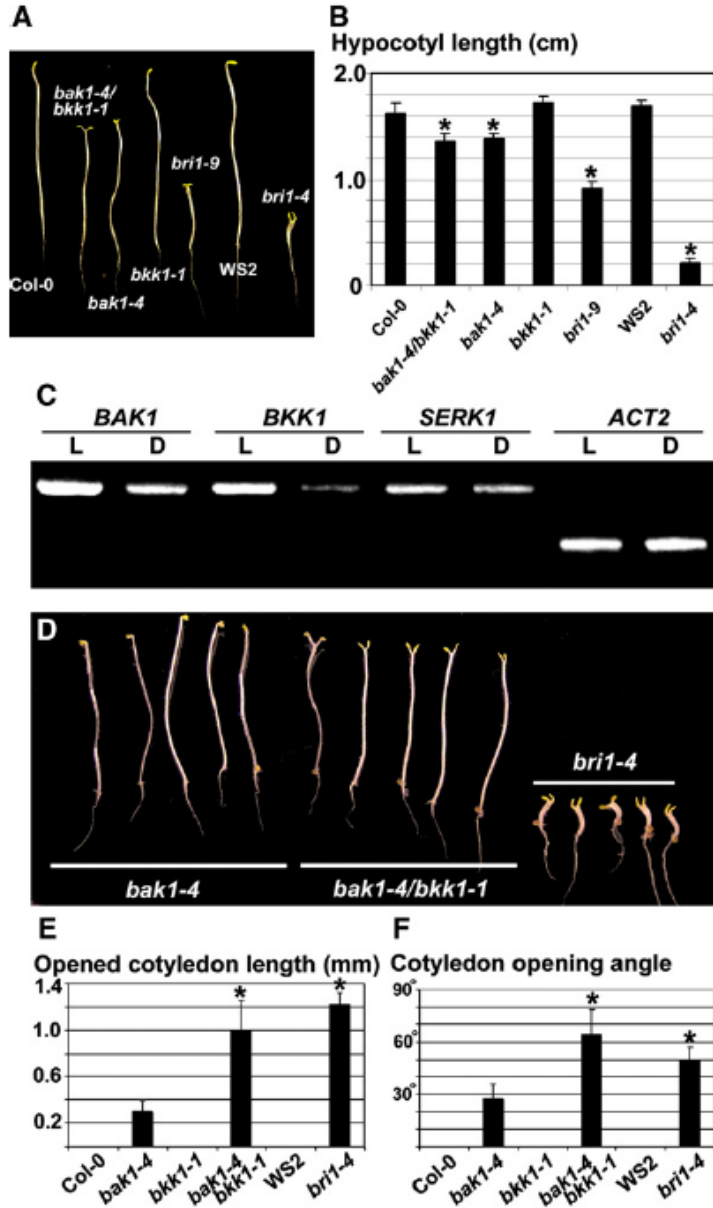 A
bak1-4/
bkk1-1
bri1-9
bri1-4
Col-0
bkk1-1
WS2
bak1-4
B
Hypocotyl length (cm)
2.0
*
*
*
1.0
*
0
Col-0
bak1-4/bkk1-1
bak1-4
bkk1-1
bri1-9
WS2
bri1-4
C
BAK1 BKK1 SERK1 ACT2
L D L D L D L D
D
bri1-4
bak1-4 bak1-4/bkk1-1
E
Opened cotyledon length (mm)
1.4
*
*
1.0
0.6
0.2
Col-0
bak1-4
bkk1-1
bak1-4
bkk1-1
WS2
bri1-4
F
Cotyledon opening angle
90°
*
60°
*
30°
Col-0
bak1-4
bkk1-1
bak1-4
bkk1-1
WS2
bri1-4